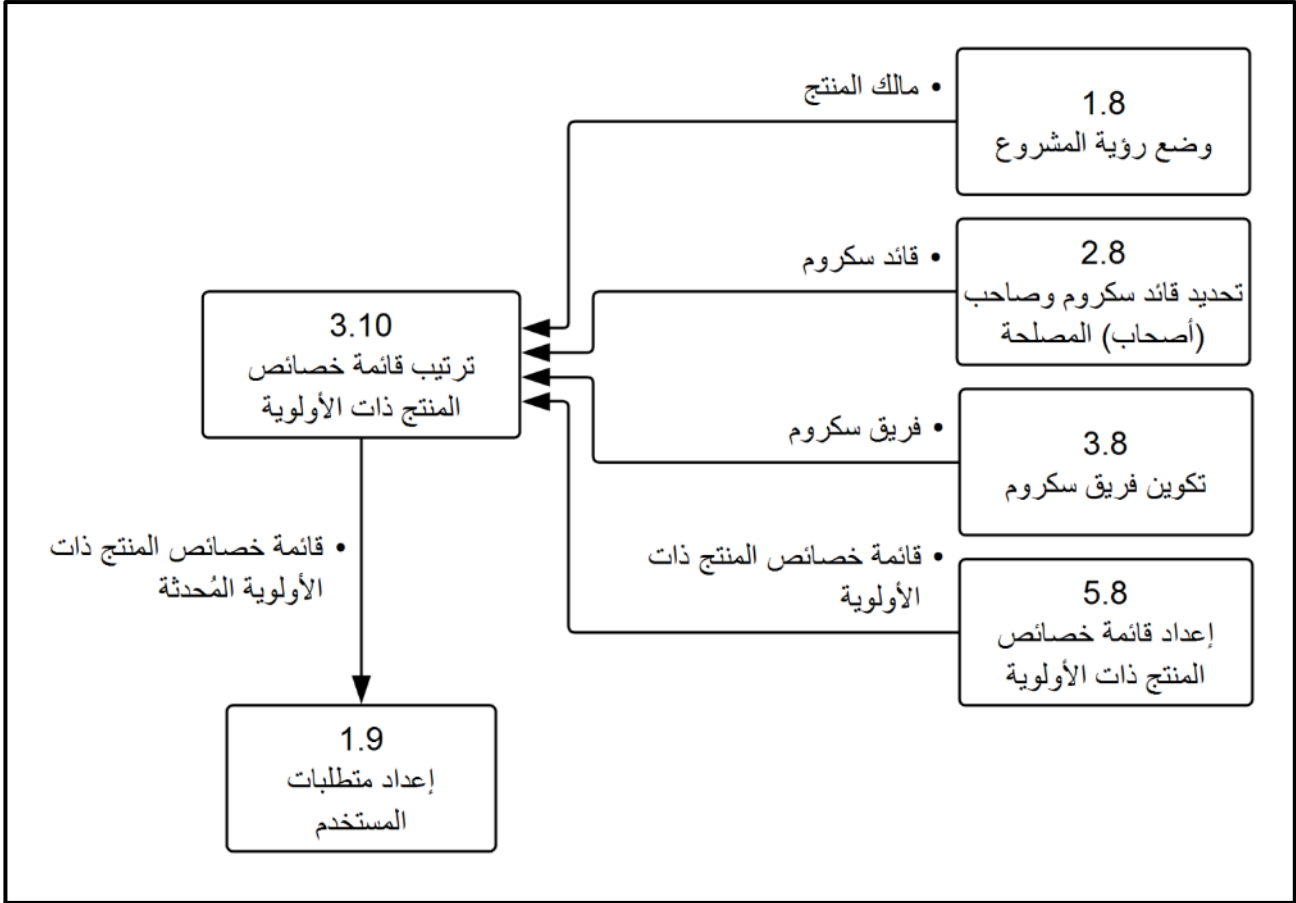 1.8
وضع رؤية المشروع
• مالك المنتج
2.8
تحديد قائد سكروم وصاحب
(أصحاب) المصلحة
• قائد سكروم
3.8
تكوين فريق سكروم
• فريق سكروم
5.8
إعداد قائمة خصائص
المنتج ذات الأولوية
• قائمة خصائص المنتج ذات
الأولوية
3.10
ترتيب قائمة خصائص
المنتج ذات الأولوية
• قائمة خصائص المنتج ذات
الأولوية المُحدثة
1.9
إعداد متطلبات
المستخدم